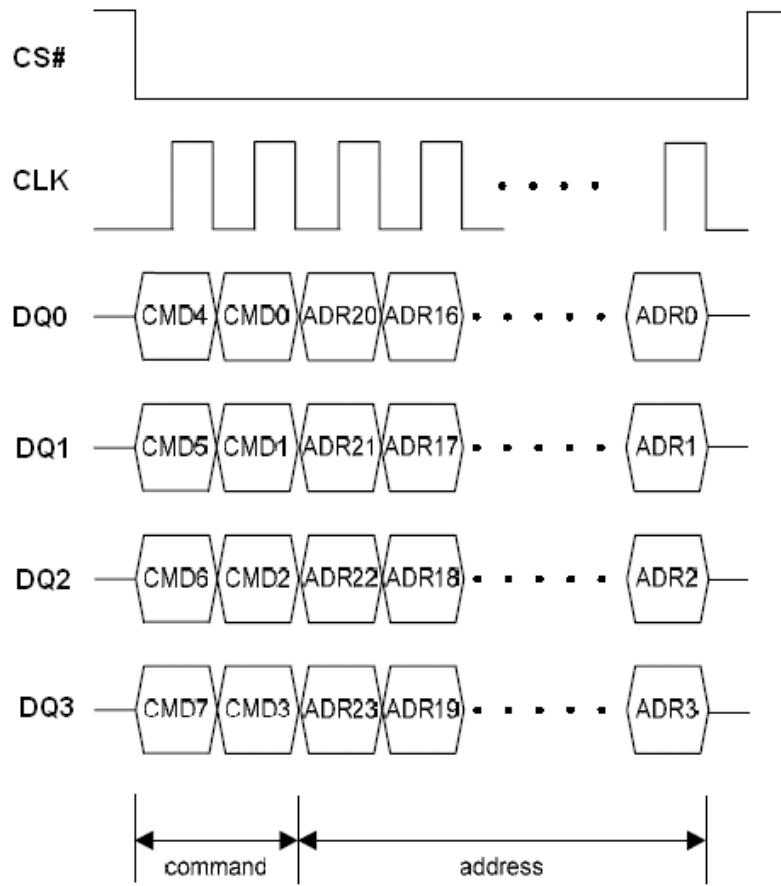 CS#
CLK
DQ0 CMD4 CMD0 ADR20 ADR16 ADR0
DQ1 CMD5 CMD1 ADR21 ADR17 ADR1
DQ2 CMD6 CMD2 ADR22 ADR18 ADR2
DQ3 CMD7 CMD3 ADR23 ADR19 ADR3
command address